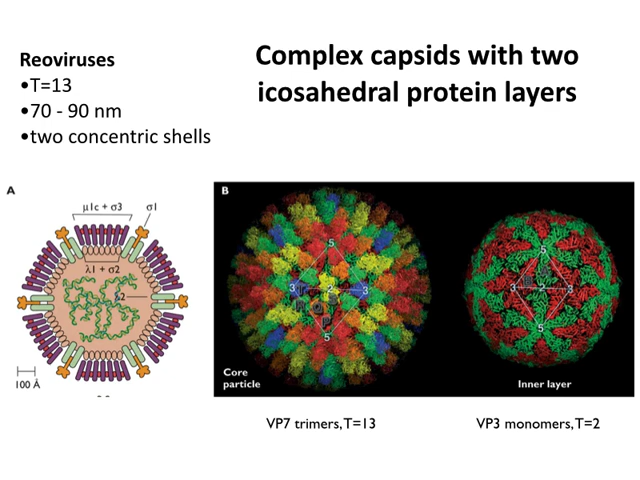 Reoviruses
•T=13
•70 - 90 nm
•two concentric shells
Complex capsids with two
icosahedral protein layers
A
μ1c + σ3
σ1
λ1 + σ2
λ2
100 Å
B
5
3
2
3
5
Core
particle
5
3
2
3
5
Inner layer
VP7 trimers, T=13
VP3 monomers, T=2